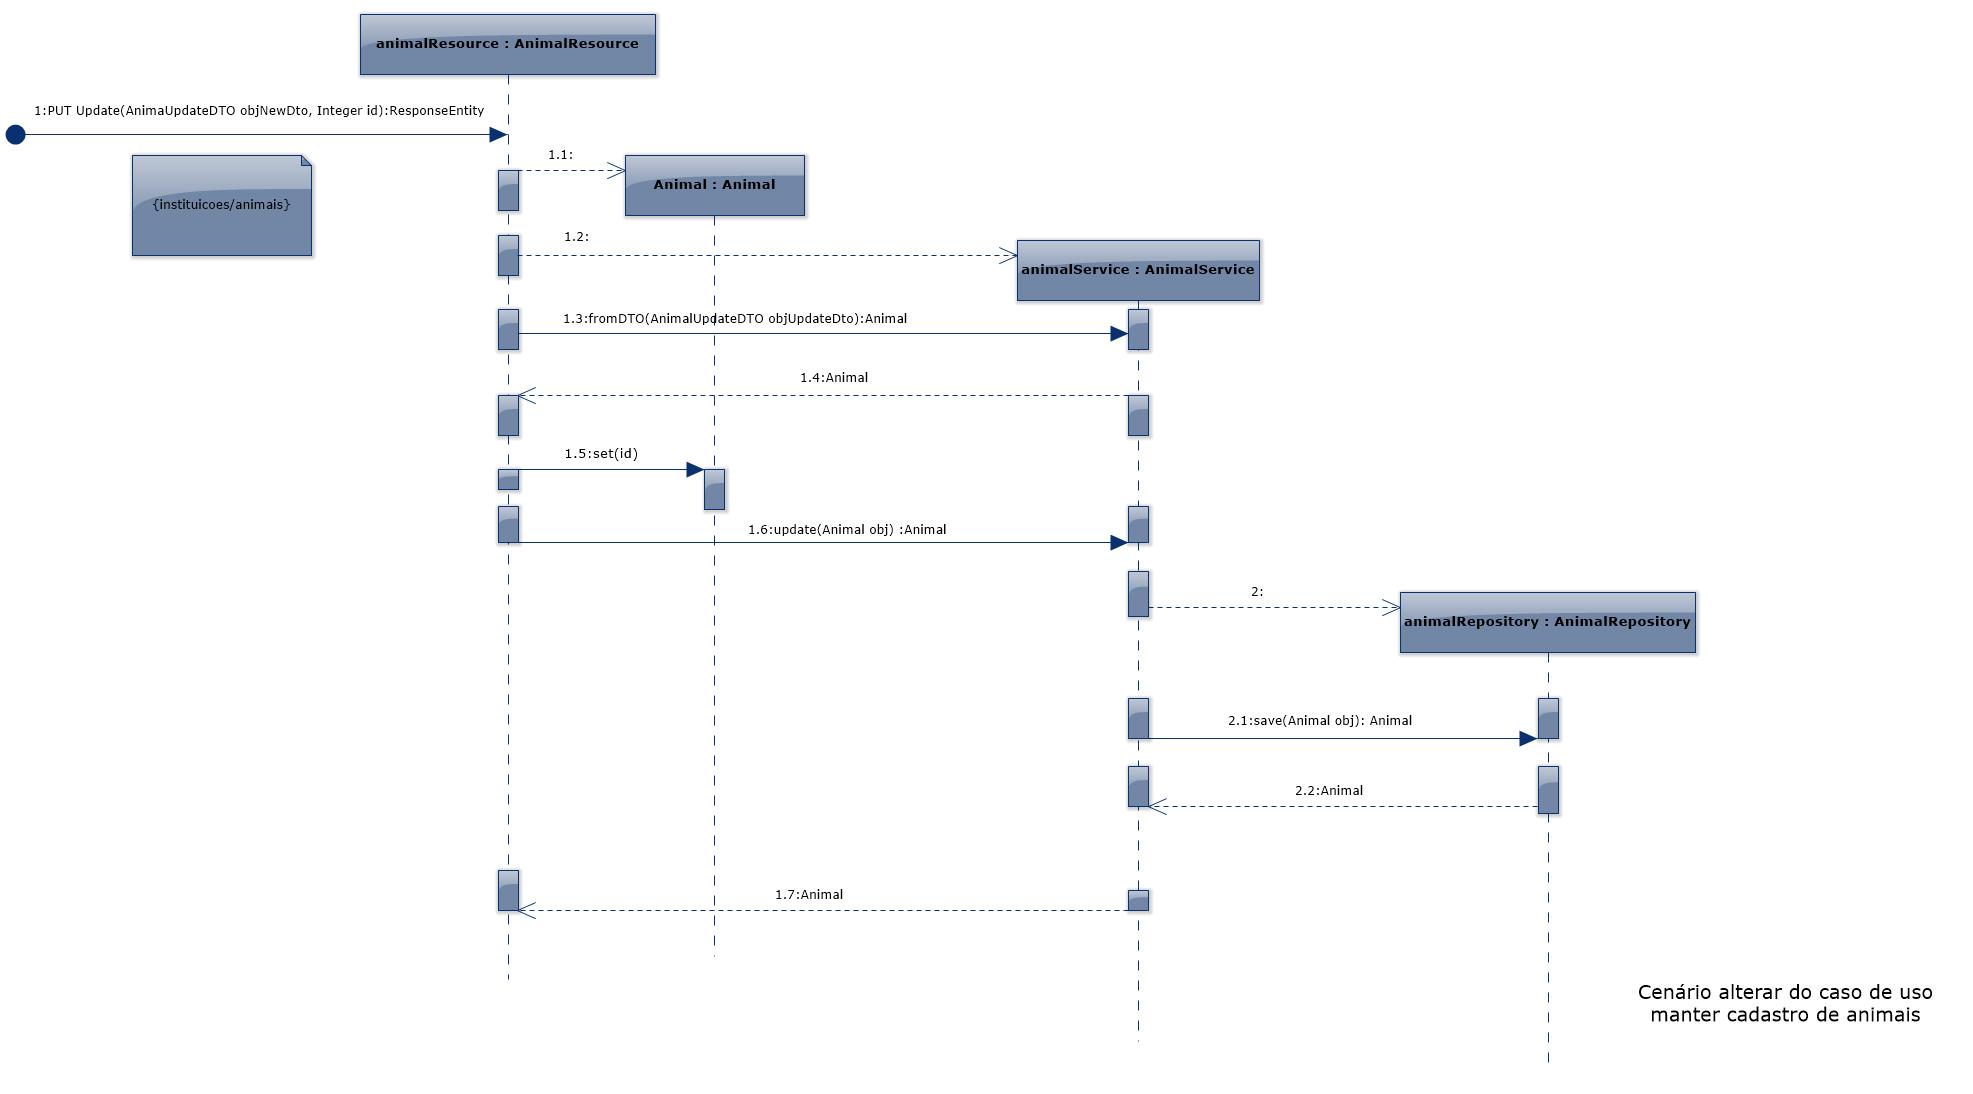 animalResource : AnimalResource
1:PUT Update(AnimaUpdateDTO objNewDto, Integer id):ResponseEntity
1.1:
Animal : Animal
{instituicoes/animais}
1.2:
animalService : AnimalService
1.3:fromDTO(AnimalUpdateDTO objUpdateDto):Animal
1.4:Animal
1.5:set(id)
1.6:update(Animal obj) :Animal
2:
animalRepository : AnimalRepository
2.1:save(Animal obj): Animal
2.2:Animal
1.7:Animal
Cenário alterar do caso de uso
manter cadastro de animais